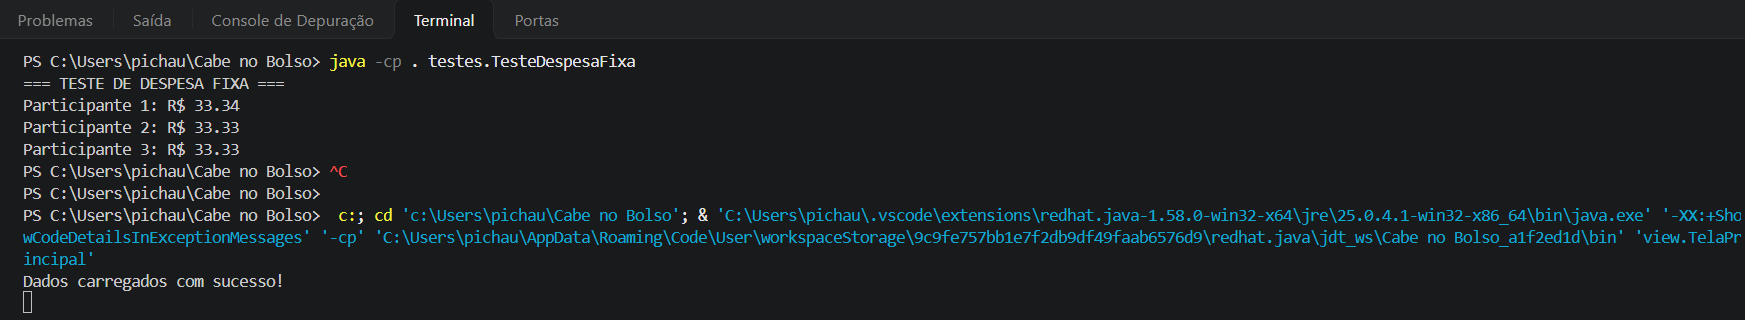 Problemas Saída Console de Depuração Terminal Portas
PS C:\Users\pichau\Cabe no Bolso> java -cp . testes.TesteDespesaFixa
=== TESTE DE DESPESA FIXA ===
Participante 1: R$ 33.34
Participante 2: R$ 33.33
Participante 3: R$ 33.33
PS C:\Users\pichau\Cabe no Bolso> ^C
PS C:\Users\pichau\Cabe no Bolso>
PS C:\Users\pichau\Cabe no Bolso>  c:; cd 'c:\Users\pichau\Cabe no Bolso'; & 'C:\Users\pichau\.vscode\extensions\redhat.java-1.58.0-win32-x64\jre\25.0.4.1-win32-x86_64\bin\java.exe' '-XX:+Sho
wCodeDetailsInExceptionMessages' '-cp' 'C:\Users\pichau\AppData\Roaming\Code\User\workspaceStorage\9c9fe757bb1e7f2db9df49faab6576d9\redhat.java\jdt_ws\Cabe no Bolso_a1f2ed1d\bin' 'view.TelaPr
incipal'
Dados carregados com sucesso!